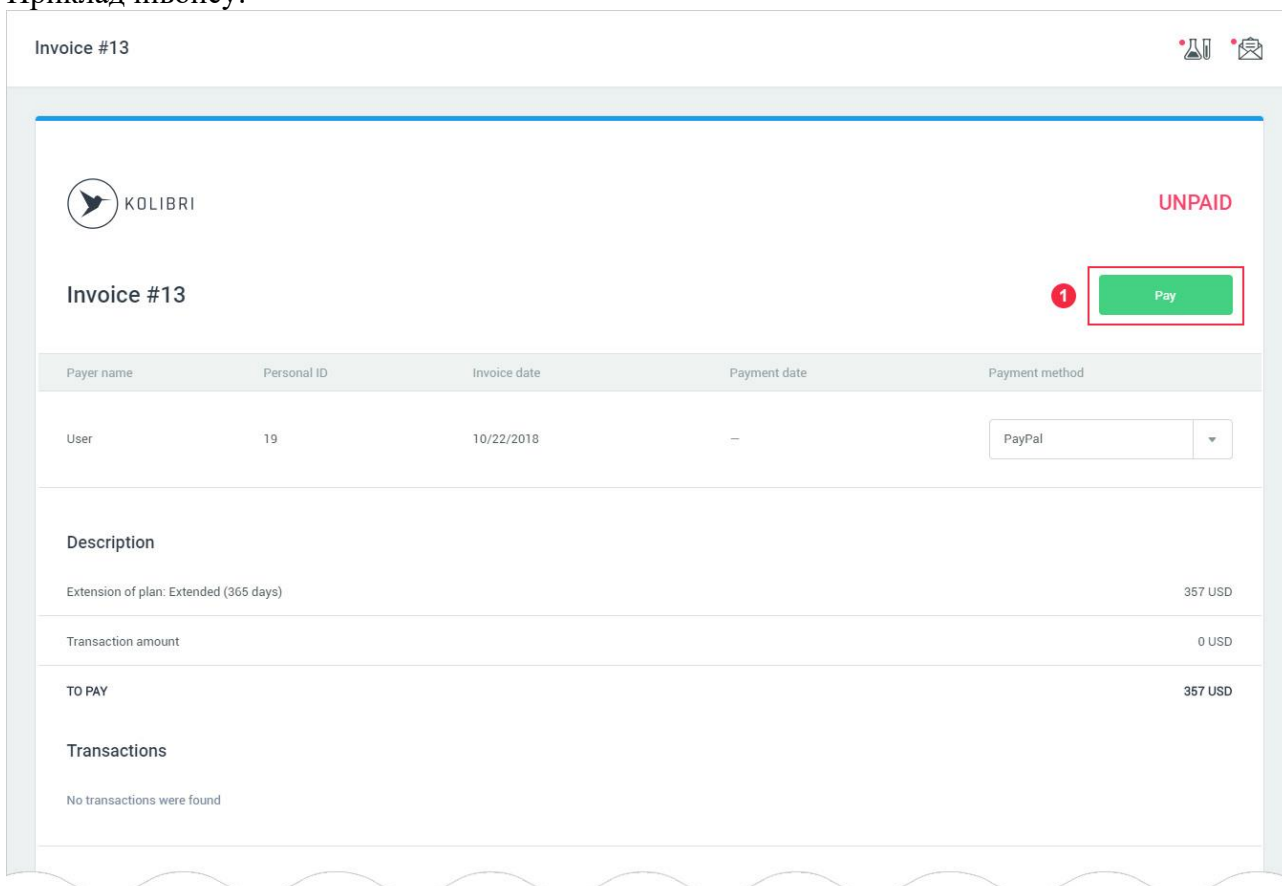 Приклад інвойсу:
Invoice #13
KOLIBRI
UNPAID
Invoice #13
1
Pay
Payer name Personal ID Invoice date Payment date Payment method
User 19 10/22/2018 – PayPal
Description
Extension of plan: Extended (365 days) 357 USD
Transaction amount 0 USD
TO PAY 357 USD
Transactions
No transactions were found